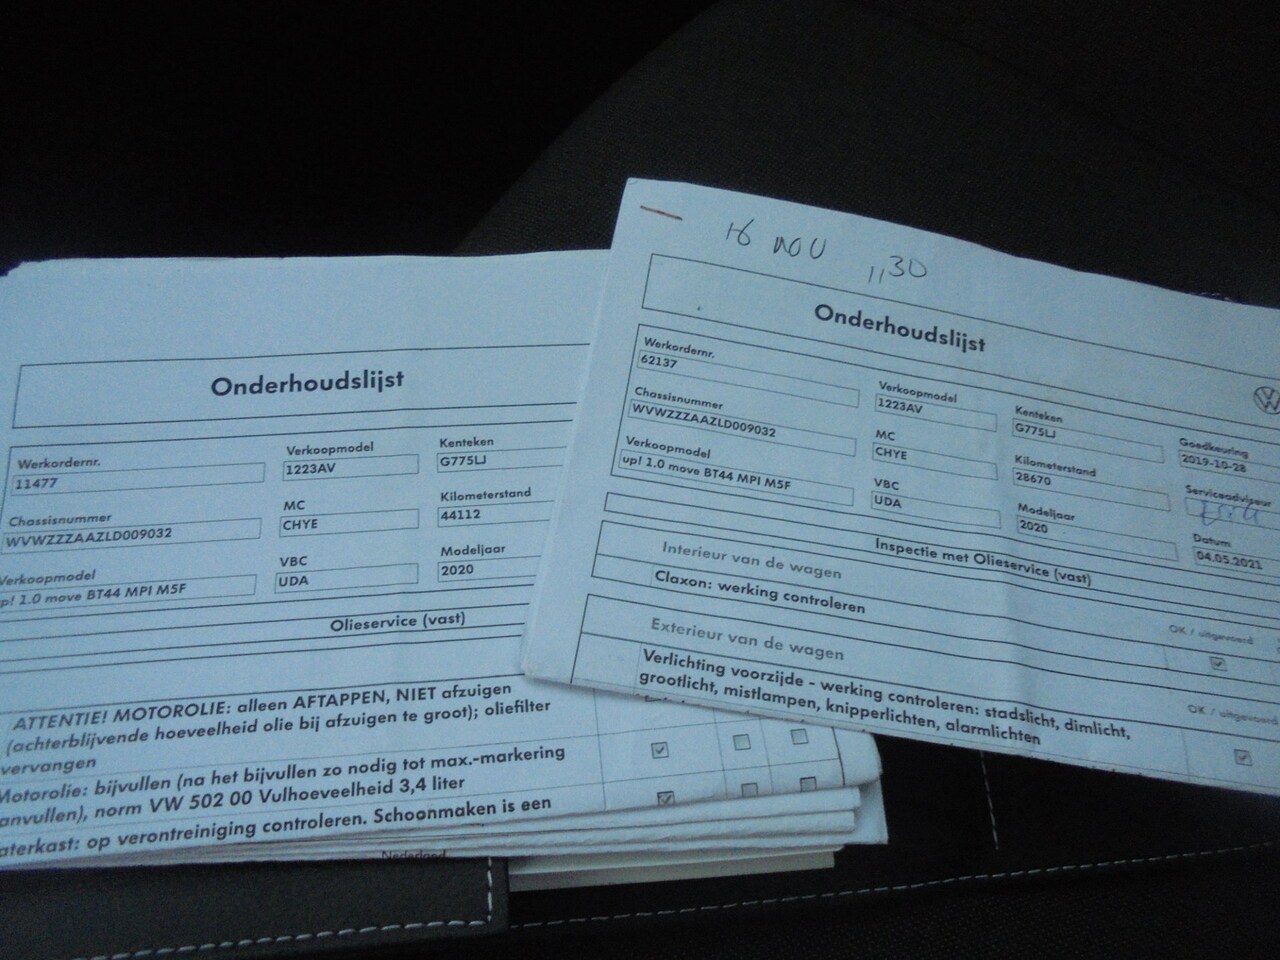 Onderhoudslijst
Werkordernr.
11477
Verkoopmodel
1223AV
Kenteken
G775LJ
Chassisnummer
WVWZZZAAZLD009032
MC
CHYE
Kilometerstand
44112
Verkoopmodel
up! 1.0 move BT44 MPI M5F
VBC
UDA
Modeljaar
2020
Olieservice (vast)
ATTENTIE! MOTOROLIE: alleen AFTAPPEN, NIET afzuigen
(achterblijvende hoeveelheid olie bij afzuigen te groot); oliefilter
vervangen
Motorolie: bijvullen (na het bijvullen zo nodig tot max.-markering
aanvullen), norm VW 502 00 Vulhoeveelheid 3,4 liter
aterkast: op verontreiniging controleren. Schoonmaken is een
Nederland
16 nov 11 30
Onderhoudslijst
Werkordernr.
62137
Verkoopmodel
1223AV
Kenteken
G775LJ
Goedkeuring
2019-10-28
Chassisnummer
WVWZZZAAZLD009032
MC
CHYE
Kilometerstand
28670
Serviceadviseur
Verkoopmodel
up! 1.0 move BT44 MPI M5F
VBC
UDA
Modeljaar
2020
Datum
04.05.2021
Inspectie met Olieservice (vast)
Interieur van de wagen
OK / uitgevoerd
Claxon: werking controleren
Exterieur van de wagen
OK / uitgevoerd
Verlichting voorzijde - werking controleren: stadslicht, dimlicht,
grootlicht, mistlampen, knipperlichten, alarmlichten